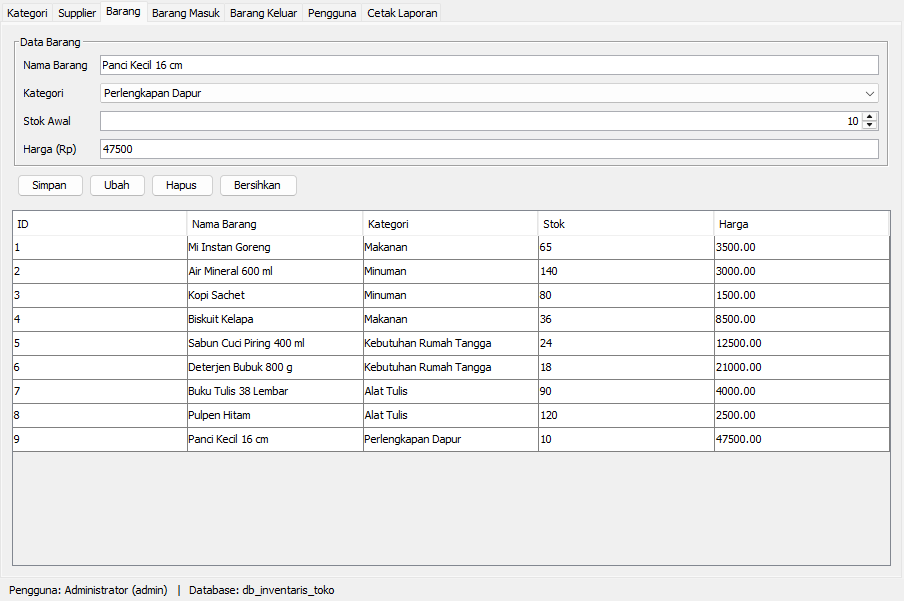 Kategori Supplier Barang Barang Masuk Barang Keluar Pengguna Cetak Laporan
Data Barang
Nama Barang Panci Kecil 16 cm
Kategori Perlengkapan Dapur
Stok Awal 10
Harga (Rp) 47500
Simpan Ubah Hapus Bersihkan
ID Nama Barang Kategori Stok Harga
1 Mi Instan Goreng Makanan 65 3500.00
2 Air Mineral 600 ml Minuman 140 3000.00
3 Kopi Sachet Minuman 80 1500.00
4 Biskuit Kelapa Makanan 36 8500.00
5 Sabun Cuci Piring 400 ml Kebutuhan Rumah Tangga 24 12500.00
6 Deterjen Bubuk 800 g Kebutuhan Rumah Tangga 18 21000.00
7 Buku Tulis 38 Lembar Alat Tulis 90 4000.00
8 Pulpen Hitam Alat Tulis 120 2500.00
9 Panci Kecil 16 cm Perlengkapan Dapur 10 47500.00
Pengguna: Administrator (admin) | Database: db_inventaris_toko